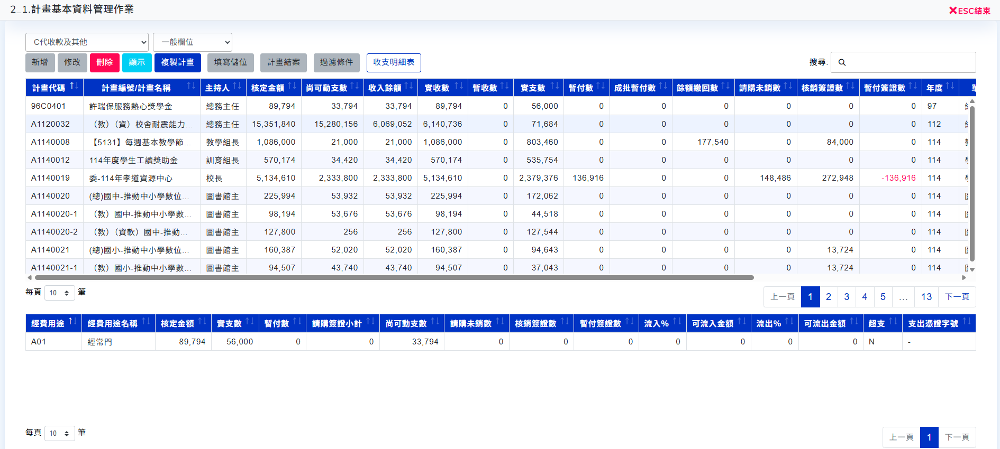 2_1.計畫基本資料管理作業 ESC結束
C代收款及其他 一般欄位
新增 修改 刪除 顯示 複製計畫 填寫儲位 計畫結案 過濾條件 收支明細表 搜尋:
計畫代碼 計畫編號/計畫名稱 主持人 核定金額 尚可動支數 收入餘額 實收數 暫收數 實支數 暫付數 成批暫付數 餘額繳回數 請購未銷數 核銷簽證數 暫付簽證數 年度
96C0401 許瑞保服務熱心獎學金 總務主任 89,794 33,794 33,794 89,794 0 56,000 0 0 0 0 0 0 97
A1120032 （教）（資）校舍耐震能力... 總務主任 15,351,840 15,280,156 6,069,052 6,140,736 0 71,684 0 0 0 0 0 0 112
A1140008 【5131】每週基本教學節... 教學組長 1,086,000 21,000 21,000 1,086,000 0 803,460 0 0 177,540 0 84,000 0 114
A1140012 114年度學生工讀獎助金 訓育組長 570,174 34,420 34,420 570,174 0 535,754 0 0 0 0 0 0 114
A1140019 委-114年孝道資源中心 校長 5,134,610 2,333,800 2,333,800 5,134,610 0 2,379,376 136,916 0 0 148,486 272,948 -136,916 114
A1140020 (總)國中-推動中小學數位... 圖書館主 225,994 53,932 53,932 225,994 0 172,062 0 0 0 0 0 0 114
A1140020-1 （教）國中-推動中小學數... 圖書館主 98,194 53,676 53,676 98,194 0 44,518 0 0 0 0 0 0 114
A1140020-2 （教）（資軟）國中-推動... 圖書館主 127,800 256 256 127,800 0 127,544 0 0 0 0 0 0 114
A1140021 (總)國小-推動中小學數位... 圖書館主 160,387 52,020 52,020 160,387 0 94,643 0 0 0 0 13,724 0 114
A1140021-1 （教）國小-推動中小學數... 圖書館主 94,507 43,740 43,740 94,507 0 37,043 0 0 0 0 13,724 0 114
每頁 10 筆 上一頁 1 2 3 4 5 ... 13 下一頁
經費用途 經費用途名稱 核定金額 實支數 暫付數 請購簽證小計 尚可動支數 請購未銷數 核銷簽證數 暫付簽證數 流入% 可流入金額 流出% 可流出金額 超支 支出憑證字號
A01 經常門 89,794 56,000 0 0 33,794 0 0 0 0 0 0 0 N -
每頁 10 筆 上一頁 1 下一頁